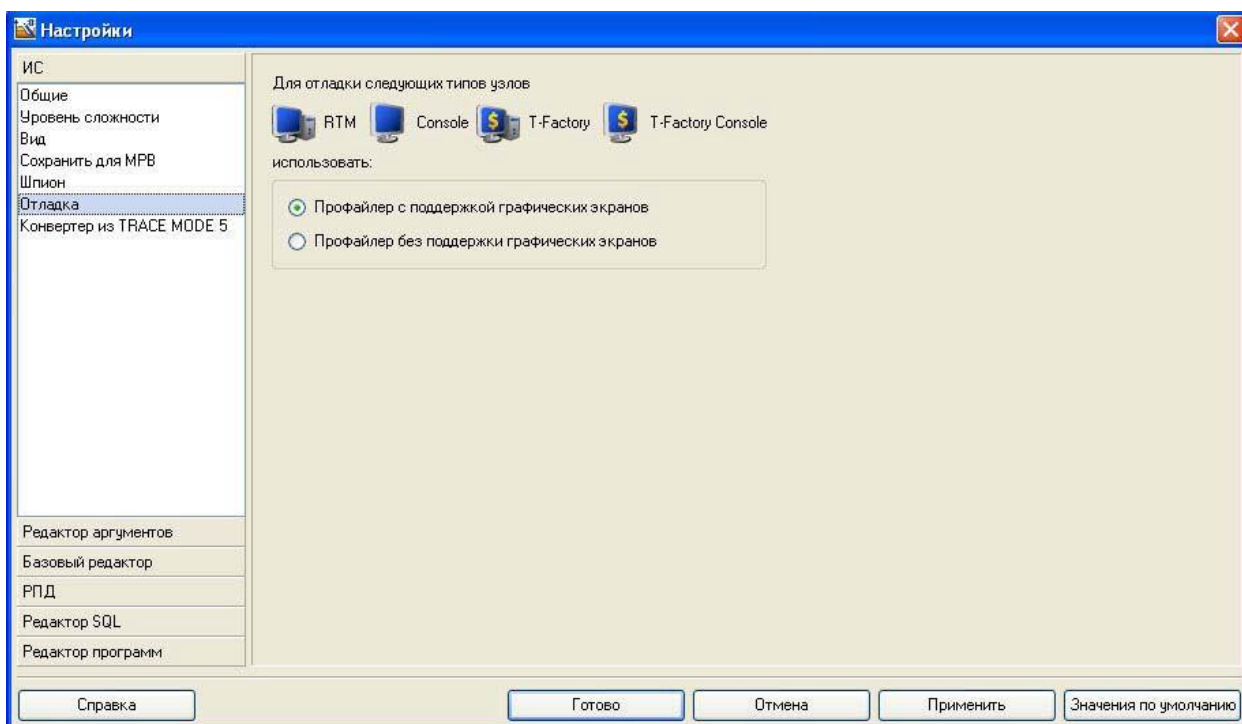 Настройки
ИС
Общие
Уровень сложности
Вид
Сохранить для МРВ
Шпион
Отладка
Конвертер из TRACE MODE 5
Редактор аргументов
Базовый редактор
РПД
Редактор SQL
Редактор программ
Для отладки следующих типов узлов
RTM Console T-Factory T-Factory Console
использовать:
Профайлер с поддержкой графических экранов
Профайлер без поддержки графических экранов
Справка Готово Отмена Применить Значения по умолчанию